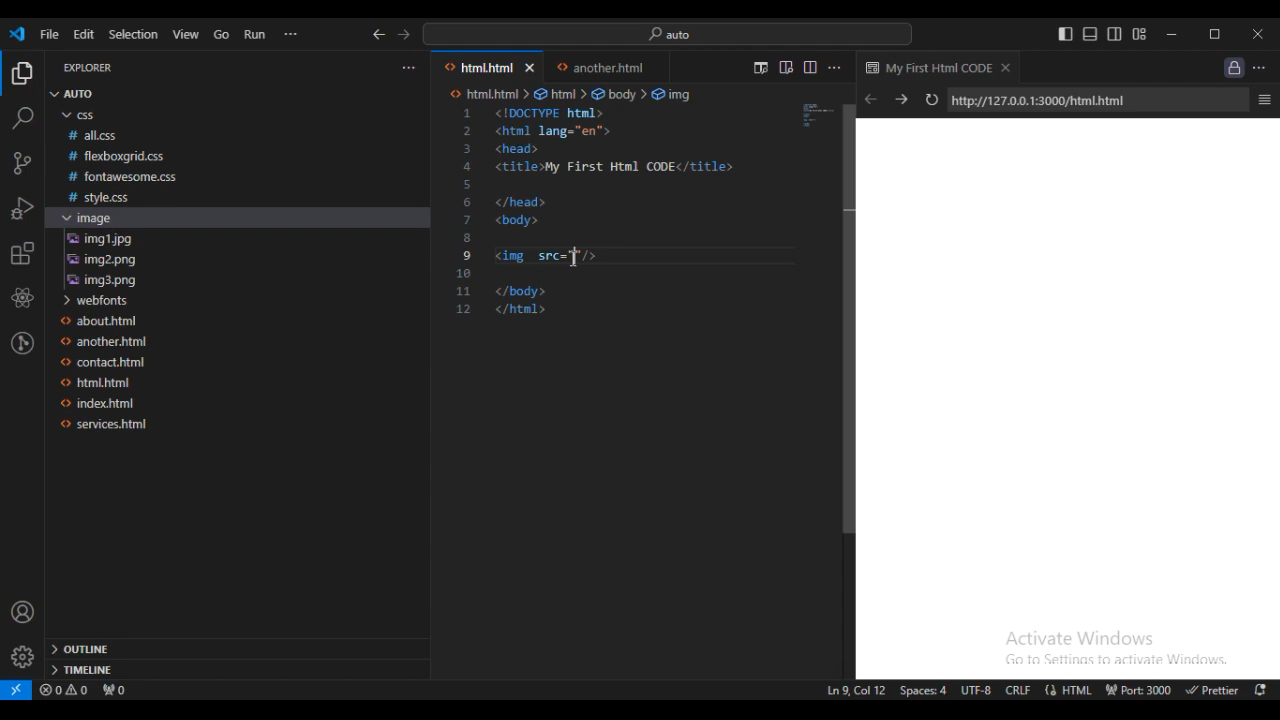 File Edit Selection View Go Run ··· auto
EXPLORER ···
AUTO
css
# all.css
# flexboxgrid.css
# fontawesome.css
# style.css
image
img1.jpg
img2.png
img3.png
webfonts
about.html
another.html
contact.html
html.html
index.html
services.html
OUTLINE
TIMELINE
html.html another.html ···
html.html > html > body > img
1 <!DOCTYPE html>
2 <html lang="en">
3 <head>
4 <title>My First Html CODE</title>
5
6 </head>
7 <body>
8
9 <img  src=""/>
10
11 </body>
12 </html>
My First Html CODE ···
http://127.0.0.1:3000/html.html
Activate Windows
Go to Settings to activate Windows.
0 0 0 Ln 9, Col 12 Spaces: 4 UTF-8 CRLF HTML Port: 3000 Prettier